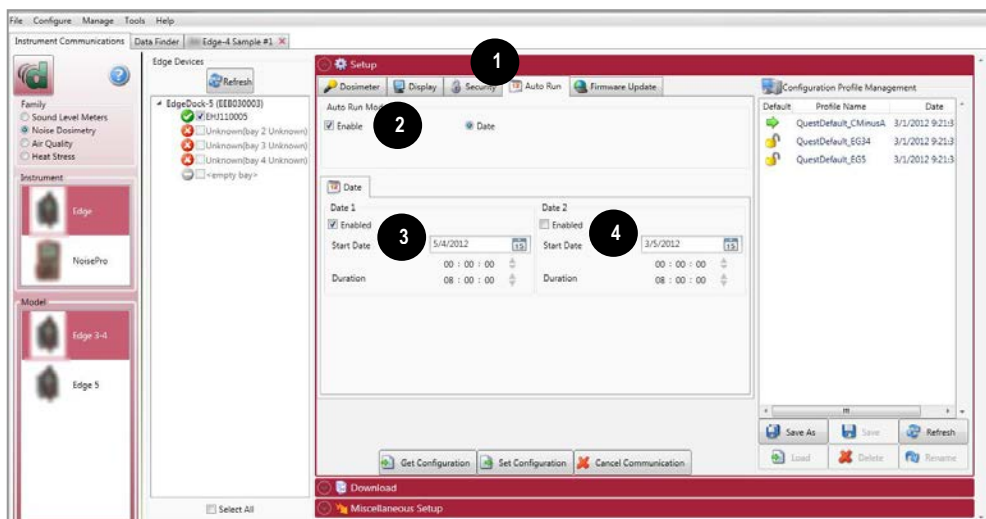 File Configure Manage Tools Help
Instrument Communications Data Finder Edge-4 Sample #1
Family
Sound Level Meters
Noise Dosimetry
Air Quality
Heat Stress
Instrument
Edge
NoisePro
Model
Edge 3-4
Edge 5
Edge Devices
Refresh
EdgeDock-5 (EEB030003)
EHJ110005
Unknown(bay 2 Unknown)
Unknown(bay 3 Unknown)
Unknown(bay 4 Unknown)
<empty bay>
Select All
1
Setup
Dosimeter Display Security Auto Run Firmware Update
Auto Run Mod
Enable 2 Date
Date
Date 1
Enabled
3
Start Date 5/4/2012 15
00 : 00 : 00
Duration 08 : 00 : 00
Date 2
Enabled
4
Start Date 3/5/2012 15
00 : 00 : 00
Duration 08 : 00 : 00
Get Configuration Set Configuration Cancel Communication
Download
Miscellaneous Setup
Configuration Profile Management
Default Profile Name Date
QuestDefault_CMinusA 3/1/2012 9:21:3
QuestDefault_EG34 3/1/2012 9:21:3
QuestDefault_EG5 3/1/2012 9:21:3
Save As Save Refresh
Load Delete Rename